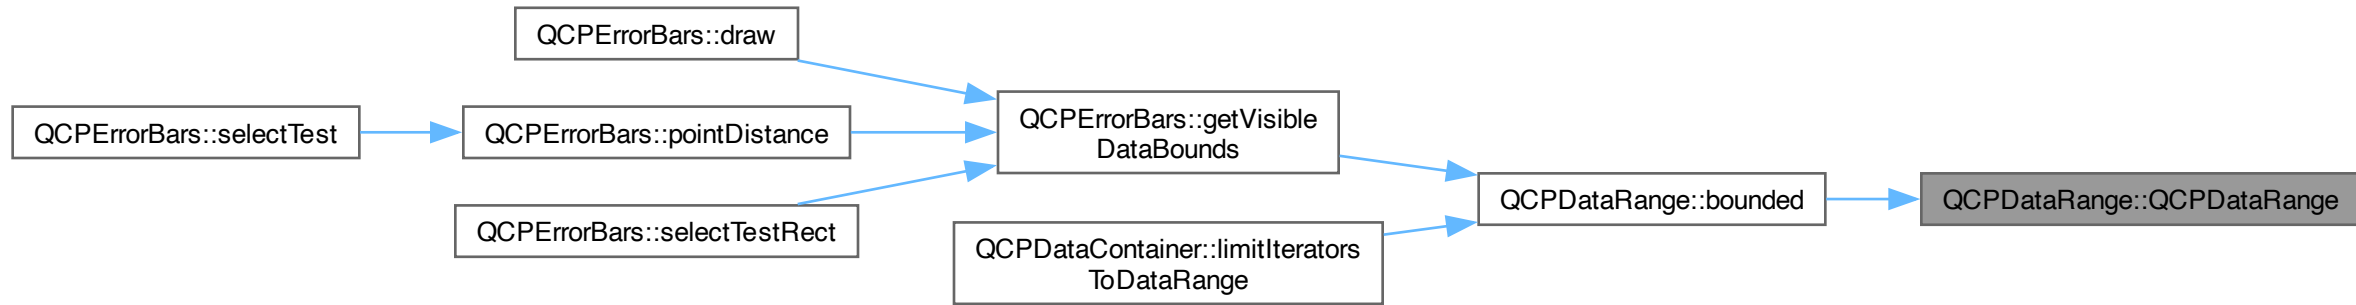 QCPErrorBars::draw
QCPErrorBars::selectTest
QCPErrorBars::pointDistance
QCPErrorBars::getVisible
DataBounds
QCPErrorBars::selectTestRect
QCPDataRange::bounded
QCPDataRange::QCPDataRange
QCPDataContainer::limitIterators
ToDataRange